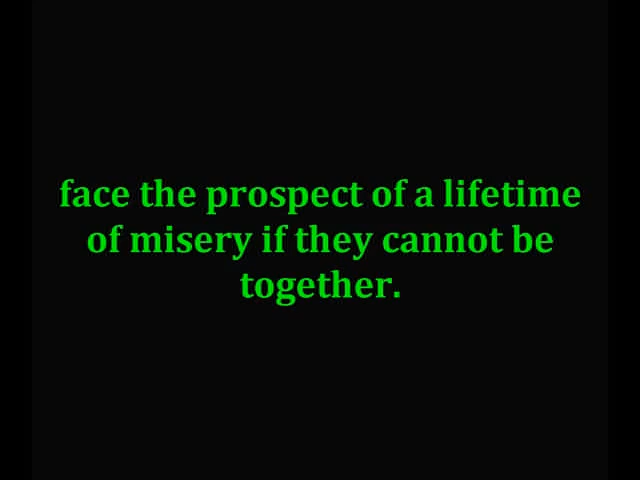 face the prospect of a lifetime
of misery if they cannot be
together.